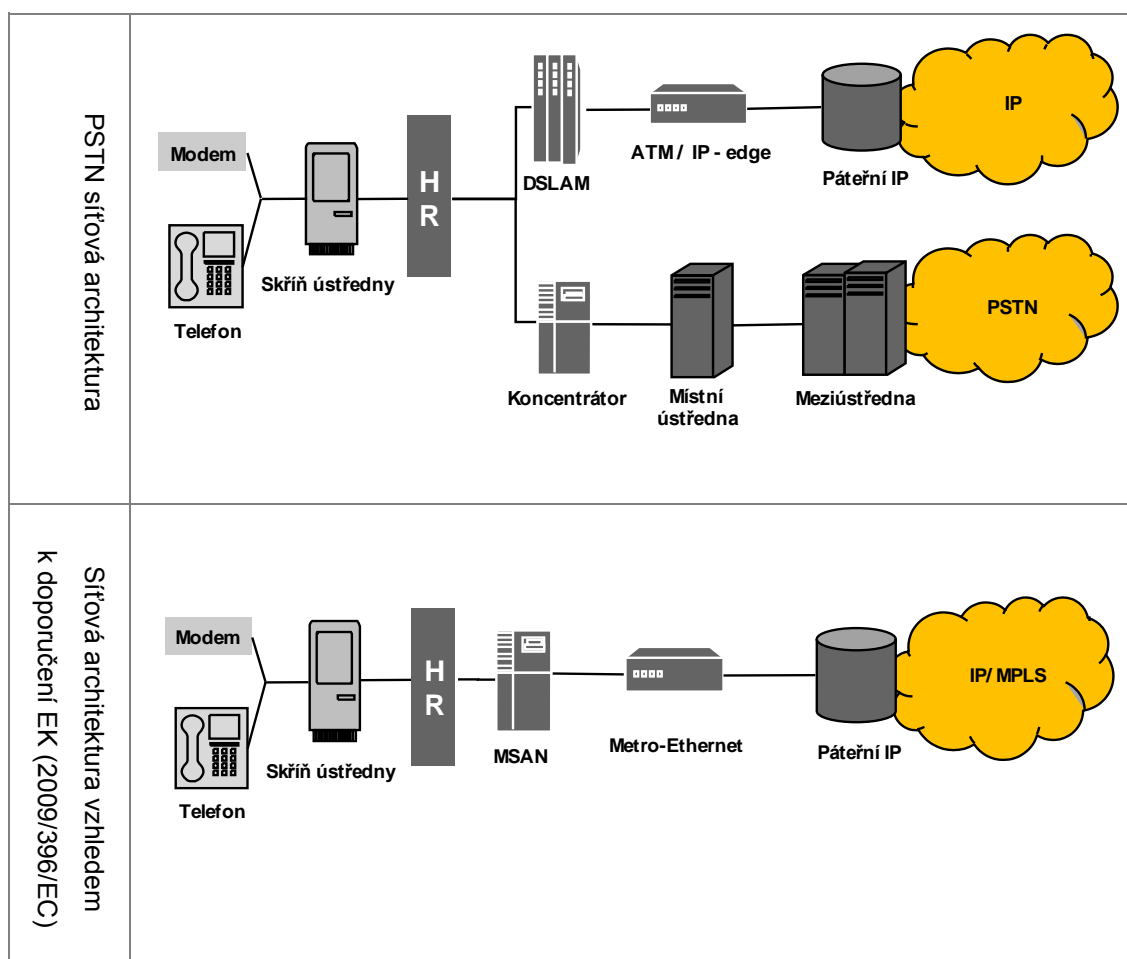 PSTN síťová architektura
Modem
Telefon
Skříň ústředny
H
R
DSLAM
ATM / IP - edge
Páteřní IP
IP
Koncentrátor
Místní
ústředna
Meziústředna
PSTN
Síťová architektura vzhledem
k doporučení EK (2009/396/EC)
Modem
Telefon
Skříň ústředny
H
R
MSAN
Metro-Ethernet
Páteřní IP
IP/ MPLS